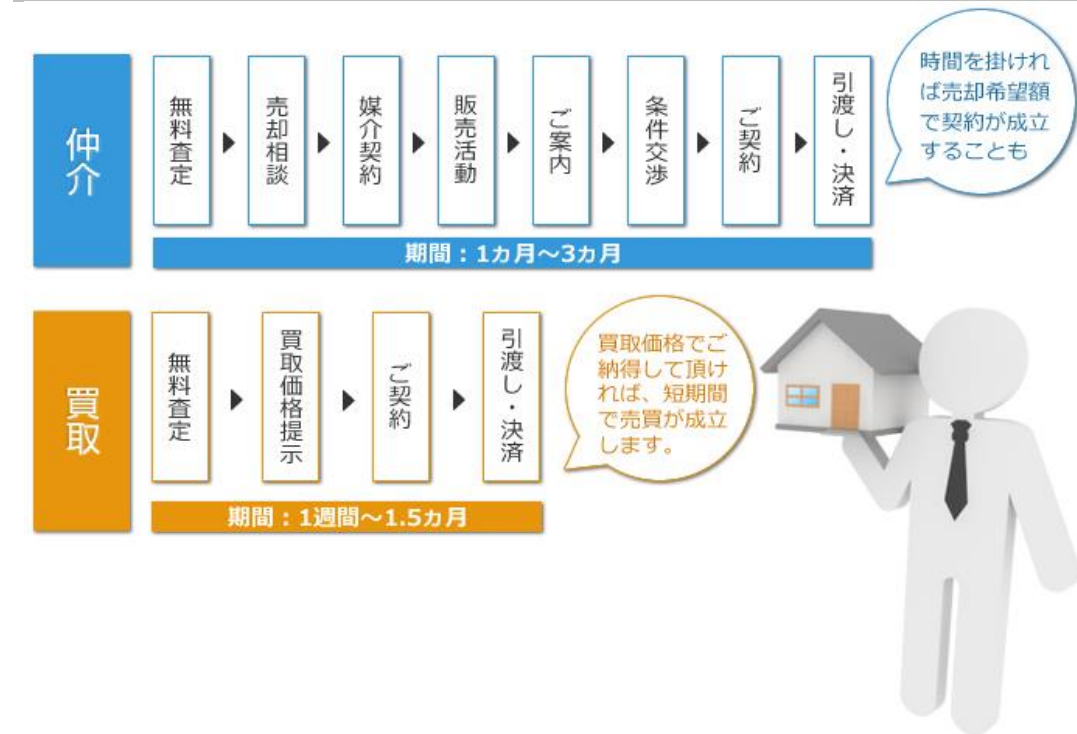 仲介
無料査定
売却相談
媒介契約
販売活動
ご案内
条件交渉
ご契約
引渡し・決済
時間を掛けれ
ば売却希望額
で契約が成立
することも
期間：1カ月～3カ月
買取
無料査定
買取価格提示
ご契約
引渡し・決済
買取価格でご
納得して頂け
れば、短期間
で売買が成立
します。
期間：1週間～1.5カ月